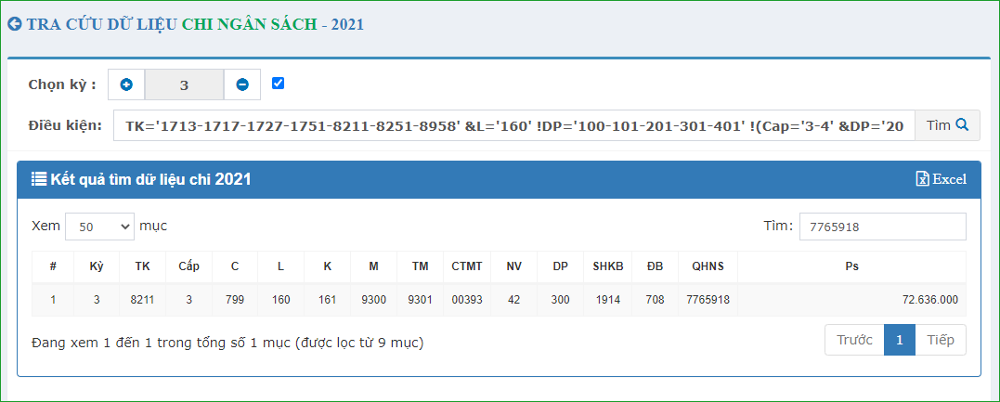 TRA CỨU DỮ LIỆU CHI NGÂN SÁCH - 2021
Chọn kỳ : 3
Điều kiện: TK='1713-1717-1727-1751-8211-8251-8958' &L='160' !DP='100-101-201-301-401' !(Cap='3-4' &DP='20 Tìm
Kết quả tìm dữ liệu chi 2021 Excel
Xem 50 mục Tìm: 7765918
# Kỳ TK Cấp C L K M TM CTMT NV DP SHKB ĐB QHNS Ps
1 3 8211 3 799 160 161 9300 9301 00393 42 300 1914 708 7765918 72.636.000
Đang xem 1 đến 1 trong tổng số 1 mục (được lọc từ 9 mục) Trước 1 Tiếp